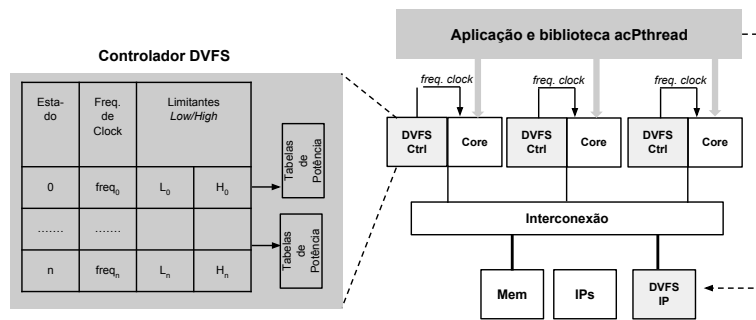 Controlador DVFS
Esta-
do
Freq.
de
Clock
Limitantes
Low/High
0
freq0
L0
H0
.......
.......
n
freqn
Ln
Hn
Tabelas
de
Potência
Tabelas
de
Potência
Aplicação e biblioteca acPthread
freq. clock
freq. clock
freq. clock
DVFS
Ctrl
Core
DVFS
Ctrl
Core
DVFS
Ctrl
Core
Interconexão
Mem
IPs
DVFS
IP